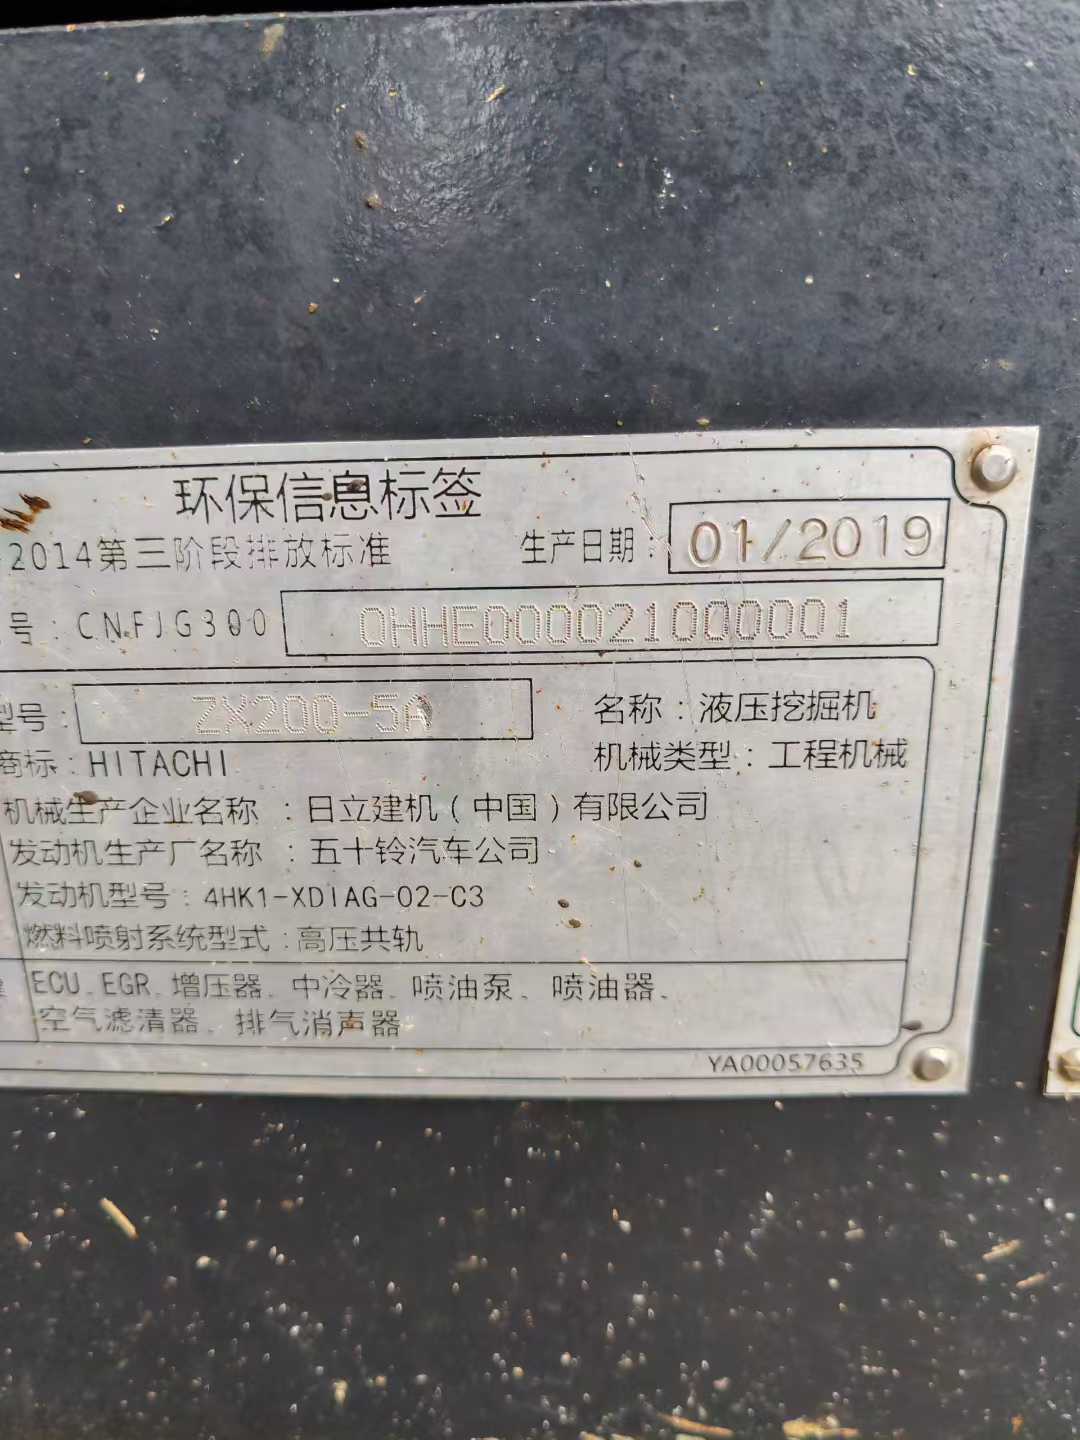 环保信息标签
2014第三阶段排放标准 生产日期: 01/2019
号: CNFJG300 0HHE000021000001
型号: ZX200-5A 名称:液压挖掘机
商标:HITACHI 机械类型:工程机械
机械生产企业名称:日立建机(中国)有限公司
发动机生产厂名称:五十铃汽车公司
发动机型号:4HK1-XDIAG-02-C3
燃料喷射系统型式:高压共轨
ECU、EGR、增压器、中冷器、喷油泵、喷油器、
空气滤清器、排气消声器
YA00057635